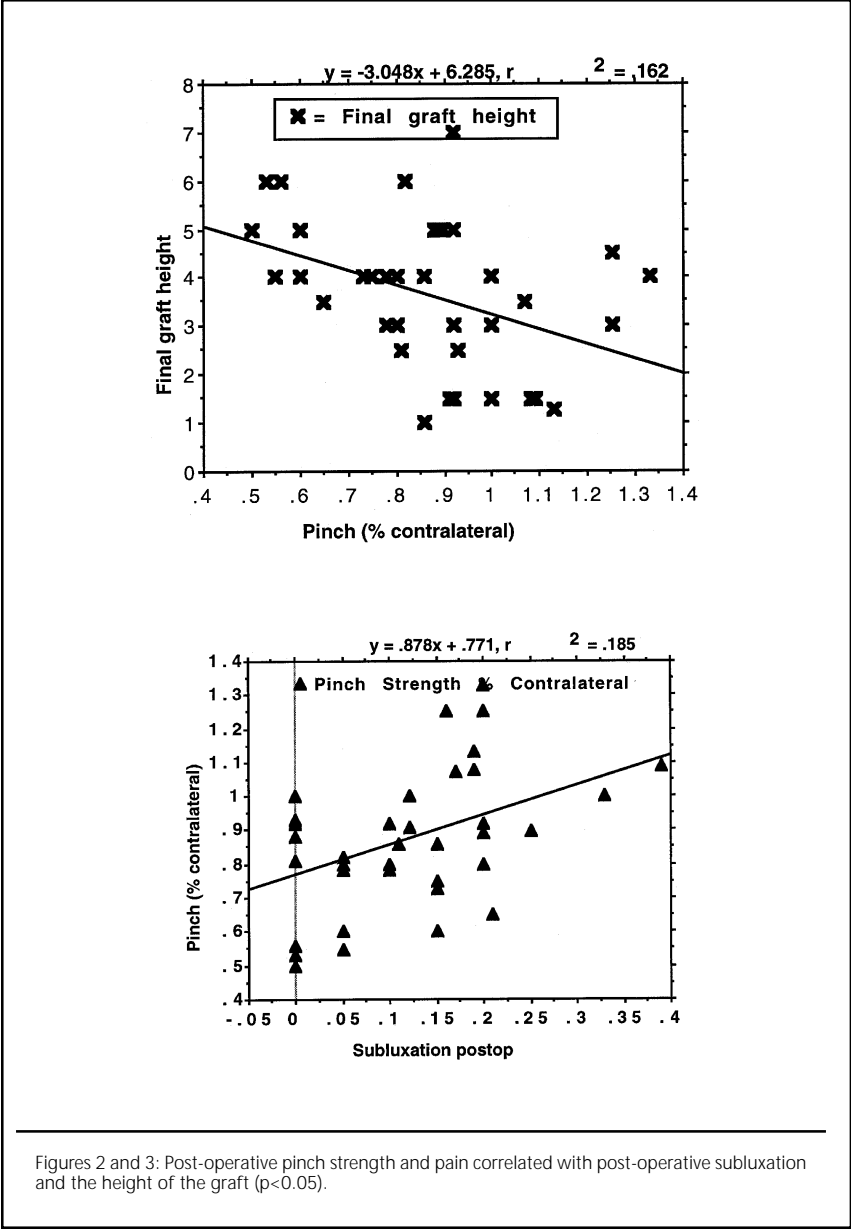 y = -3.048x + 6.285, r 2 = .162
8
= Final graft height
7
6
5
4
3
2
1
0
Final graft height
.4 .5 .6 .7 .8 .9 1 1.1 1.2 1.3 1.4
Pinch (% contralateral)
y = .878x + .771, r 2 = .185
1.4
Pinch Strength % Contralateral
1.3
1.2
1.1
1
.9
.8
.7
.6
.5
.4
Pinch (% contralateral)
-.05 0 .05 .1 .15 .2 .25 .3 .35 .4
Subluxation postop
Figures 2 and 3: Post-operative pinch strength and pain correlated with post-operative subluxation
and the height of the graft (p<0.05).